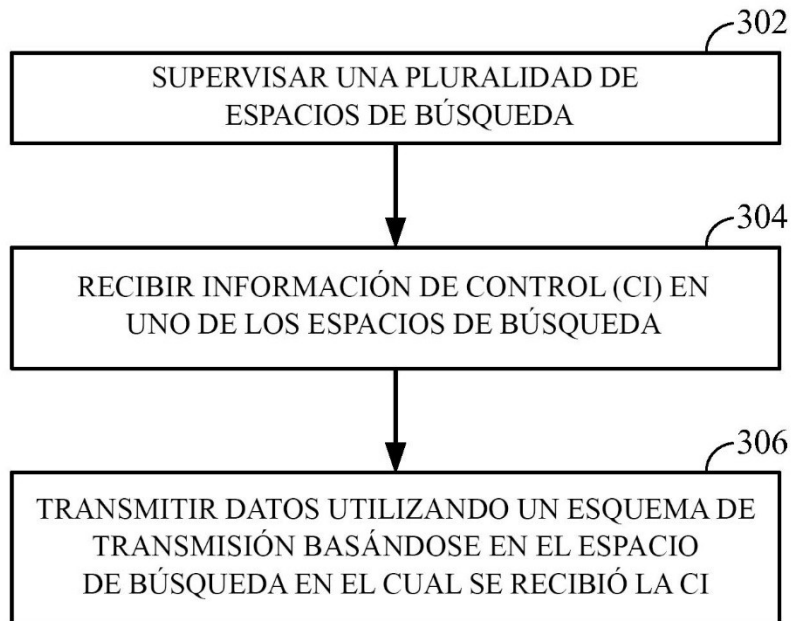 302
SUPERVISAR UNA PLURALIDAD DE
ESPACIOS DE BÚSQUEDA
304
RECIBIR INFORMACIÓN DE CONTROL (CI) EN
UNO DE LOS ESPACIOS DE BÚSQUEDA
306
TRANSMITIR DATOS UTILIZANDO UN ESQUEMA DE
TRANSMISIÓN BASÁNDOSE EN EL ESPACIO
DE BÚSQUEDA EN EL CUAL SE RECIBIÓ LA CI